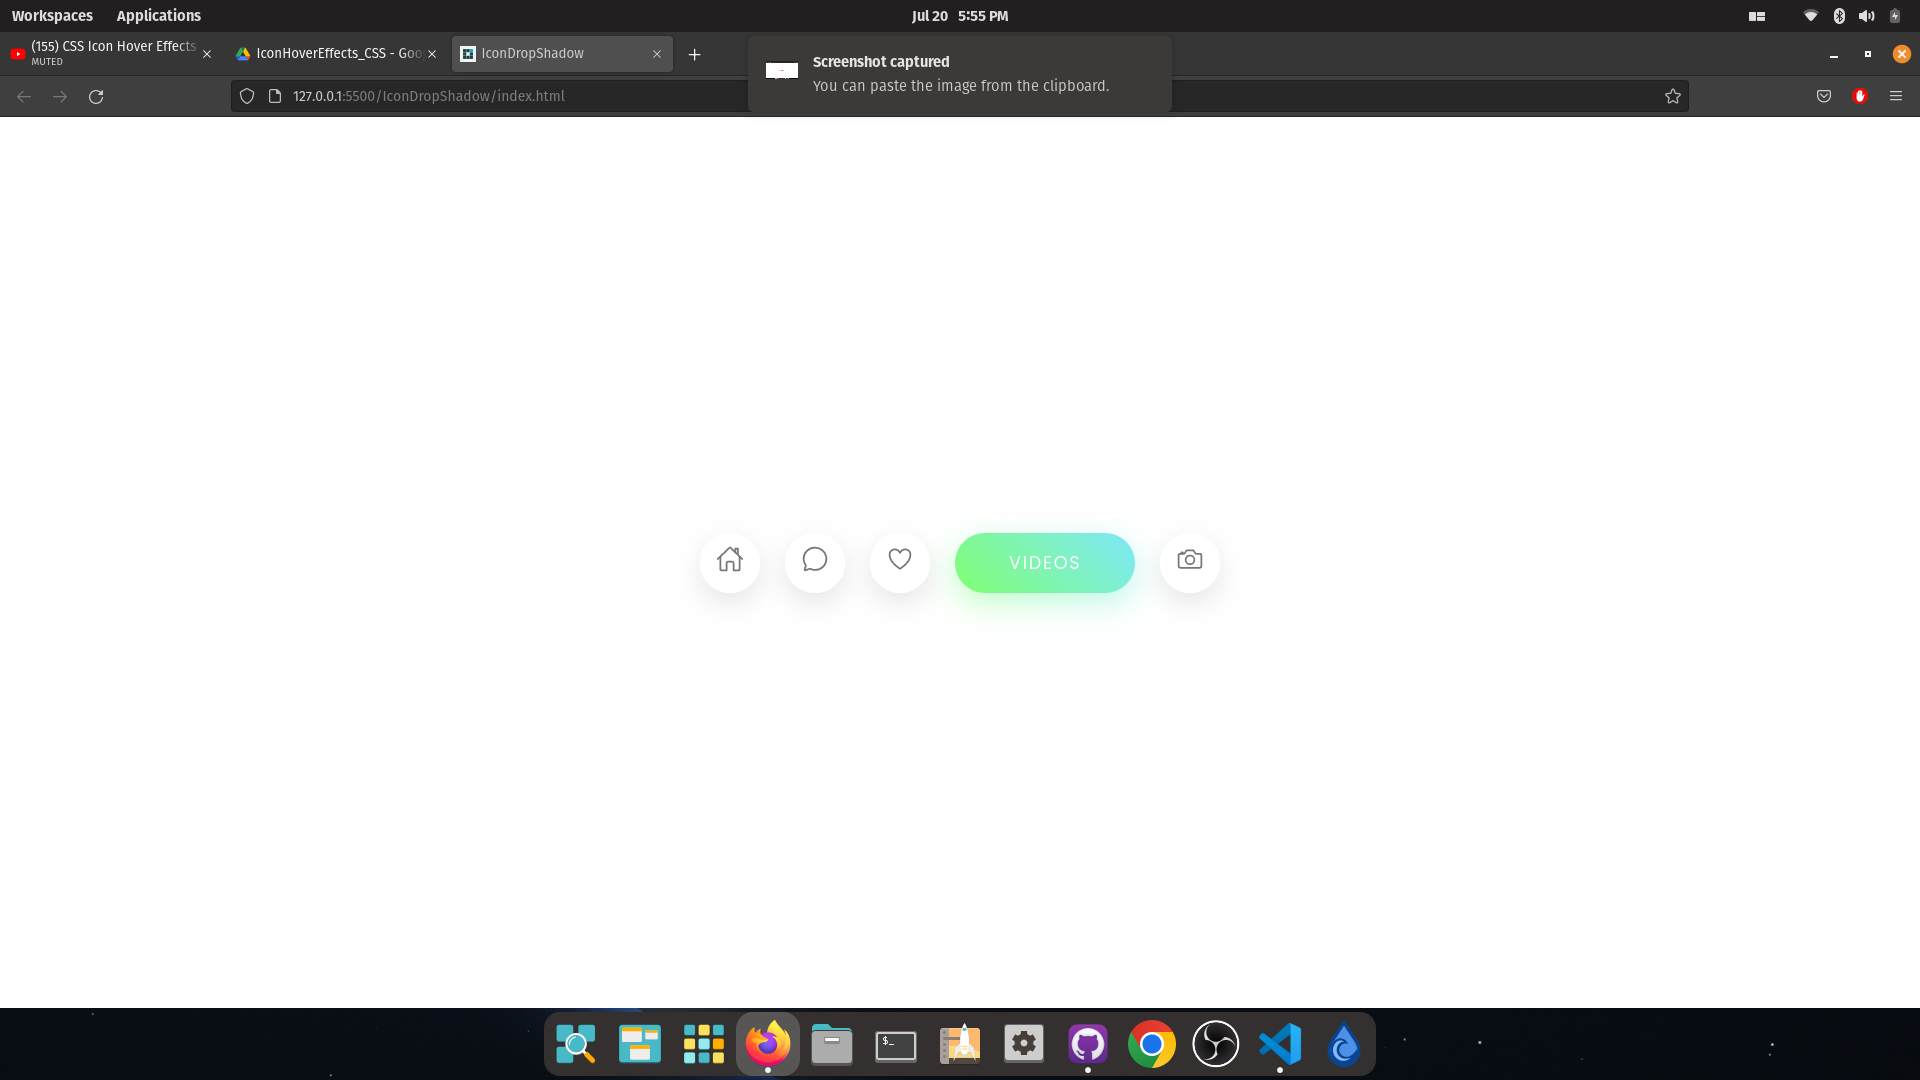 Workspaces Applications Jul 20 5:55 PM
(155) CSS Icon Hover Effects
MUTED
IconHoverEffects_CSS - Goo
IconDropShadow
Screenshot captured
You can paste the image from the clipboard.
127.0.0.1:5500/IconDropShadow/index.html
VIDEOS
$_